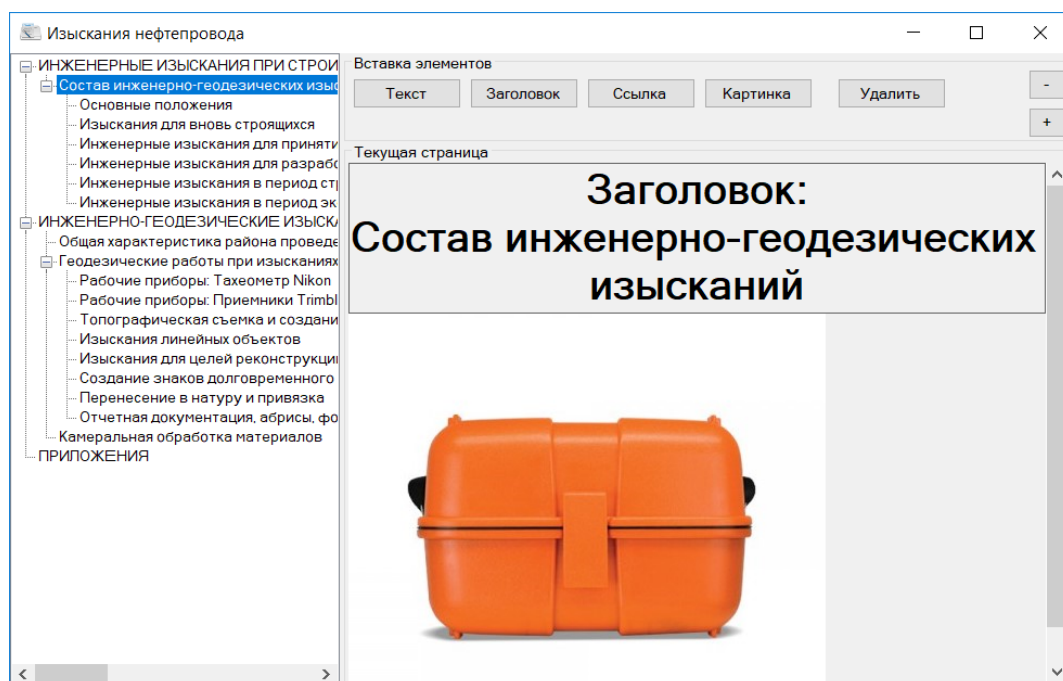 Изыскания нефтепровода
ИНЖЕНЕРНЫЕ ИЗЫСКАНИЯ ПРИ СТРОИ
Состав инженерно-геодезических изыс
Основные положения
Изыскания для вновь строящихся
Инженерные изыскания для приняти
Инженерные изыскания для разрабо
Инженерные изыскания в период стр
Инженерные изыскания в период эк
ИНЖЕНЕРНО-ГЕОДЕЗИЧЕСКИЕ ИЗЫСКА
Общая характеристика района проведе
Геодезические работы при изысканиях
Рабочие приборы: Тахеометр Nikon
Рабочие приборы: Приемники Trimbl
Топографическая съемка и создани
Изыскания линейных объектов
Изыскания для целей реконструкции
Создание знаков долговременного
Перенесение в натуру и привязка
Отчетная документация, абрисы, фо
Камеральная обработка материалов
ПРИЛОЖЕНИЯ
Вставка элементов
Текст Заголовок Ссылка Картинка Удалить -
+
Текущая страница
Заголовок:
Состав инженерно-геодезических
изысканий